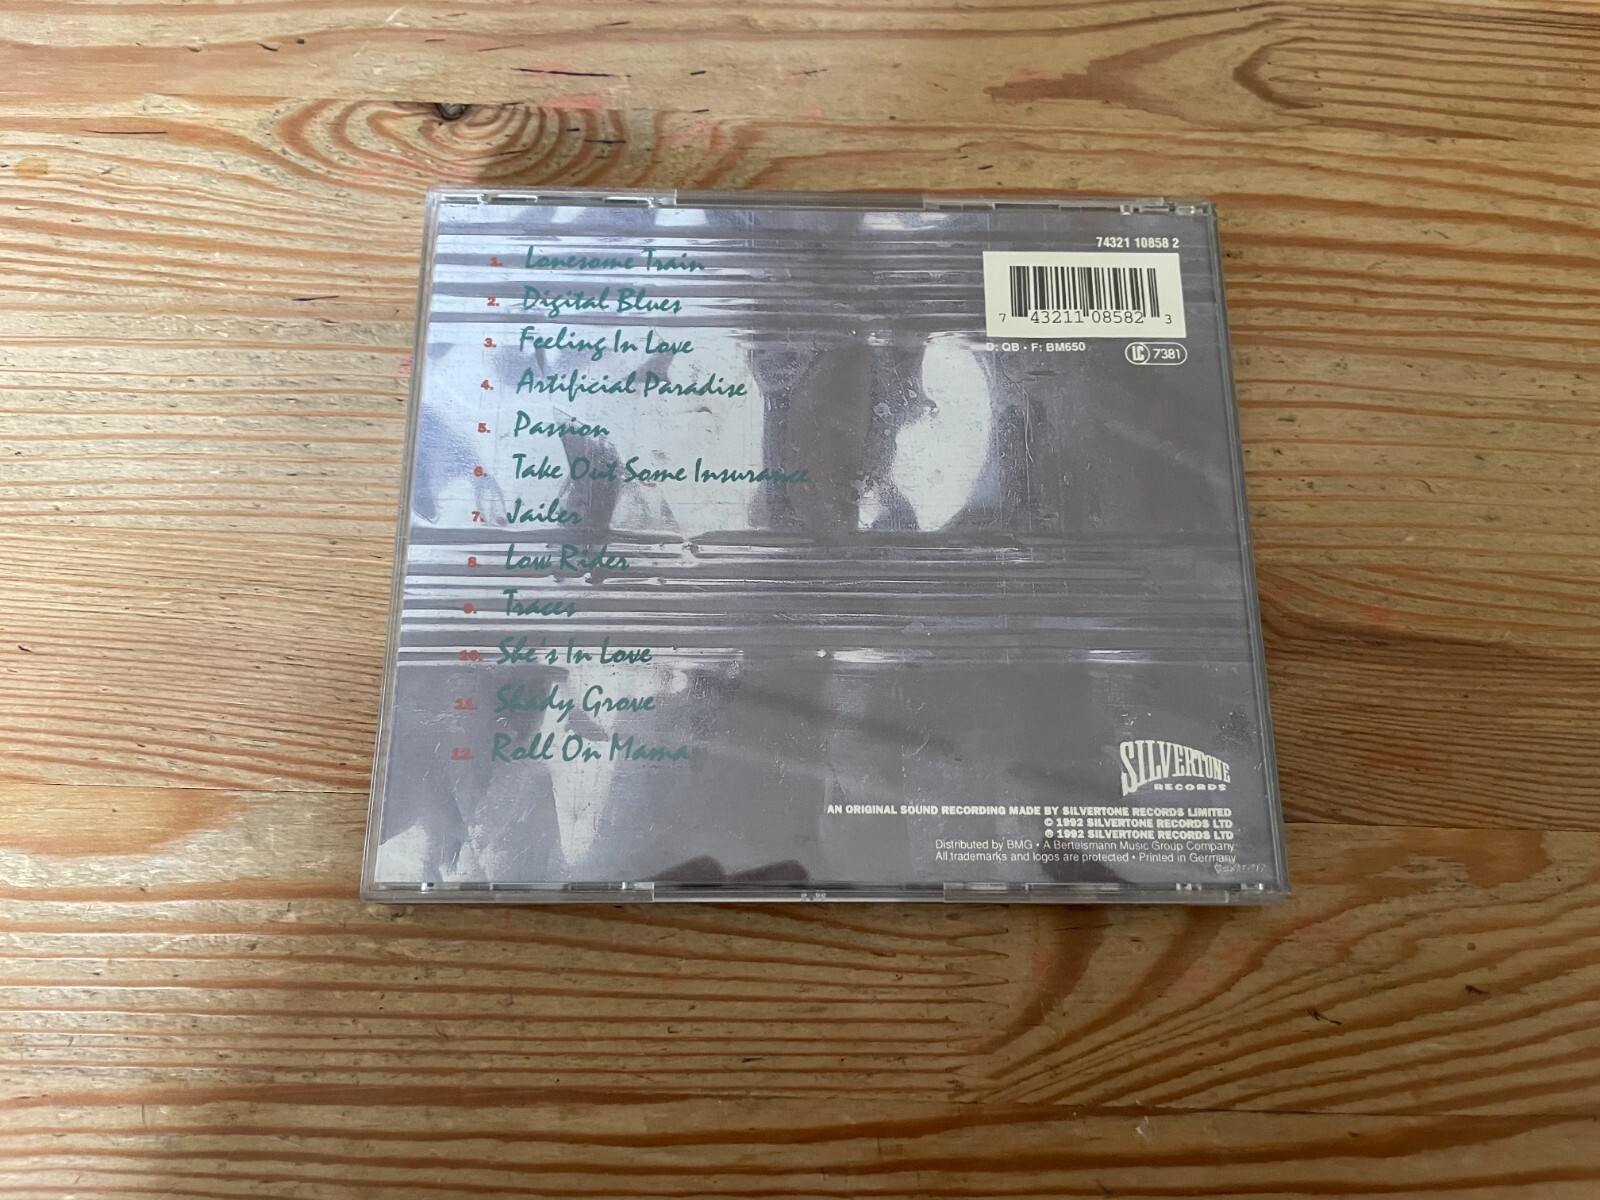 1. Lonesome Train
2. Digital Blues
3. Feeling In Love
4. Artificial Paradise
5. Passion
6. Take Out Some Insurance
7. Jailer
8. Low Rider
9. Traces
10. She's In Love
11. Shady Grove
12. Roll On Mama
74321 10858 2
7 43211 08582 3
D: QB • F: BM650
LC 7381
SILVERTONE
RECORDS
AN ORIGINAL SOUND RECORDING MADE BY SILVERTONE RECORDS LIMITED
© 1992 SILVERTONE RECORDS LTD
℗ 1992 SILVERTONE RECORDS LTD
Distributed by BMG • A Bertelsmann Music Group Company
All trademarks and logos are protected • Printed in Germany